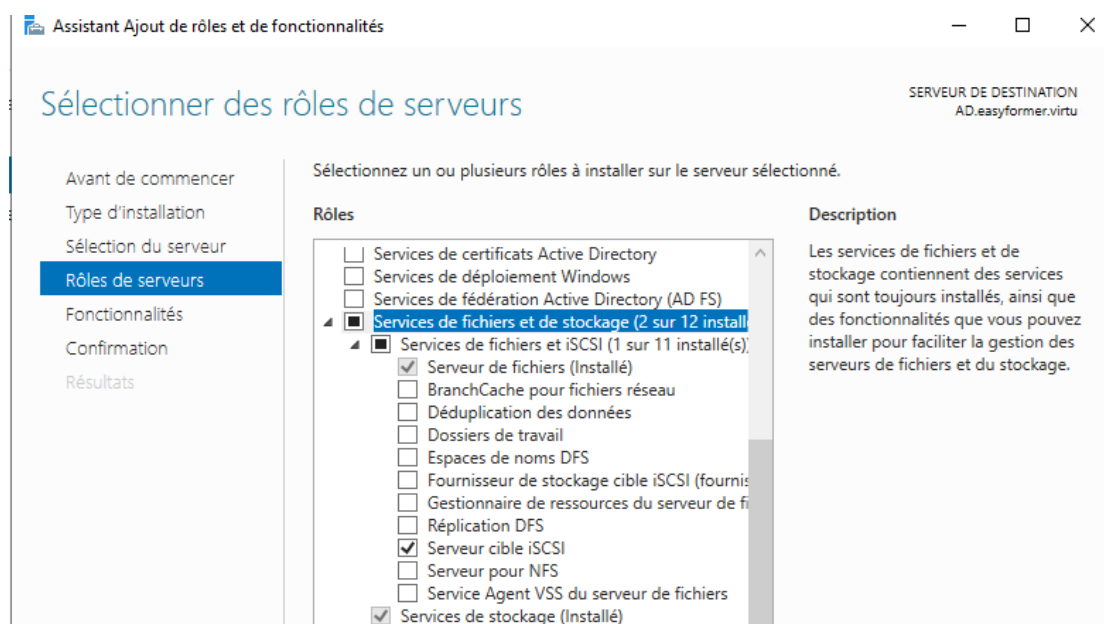 Assistant Ajout de rôles et de fonctionnalités
Sélectionner des rôles de serveurs
SERVEUR DE DESTINATION
AD.easyformer.virtu
Avant de commencer
Type d'installation
Sélection du serveur
Rôles de serveurs
Fonctionnalités
Confirmation
Résultats
Sélectionnez un ou plusieurs rôles à installer sur le serveur sélectionné.
Rôles
Services de certificats Active Directory
Services de déploiement Windows
Services de fédération Active Directory (AD FS)
Services de fichiers et de stockage (2 sur 12 install
Services de fichiers et iSCSI (1 sur 11 installé(s))
Serveur de fichiers (Installé)
BranchCache pour fichiers réseau
Déduplication des données
Dossiers de travail
Espaces de noms DFS
Fournisseur de stockage cible iSCSI (fournis
Gestionnaire de ressources du serveur de fi
Réplication DFS
Serveur cible iSCSI
Serveur pour NFS
Service Agent VSS du serveur de fichiers
Services de stockage (Installé)
Description
Les services de fichiers et de
stockage contiennent des services
qui sont toujours installés, ainsi que
des fonctionnalités que vous pouvez
installer pour faciliter la gestion des
serveurs de fichiers et du stockage.